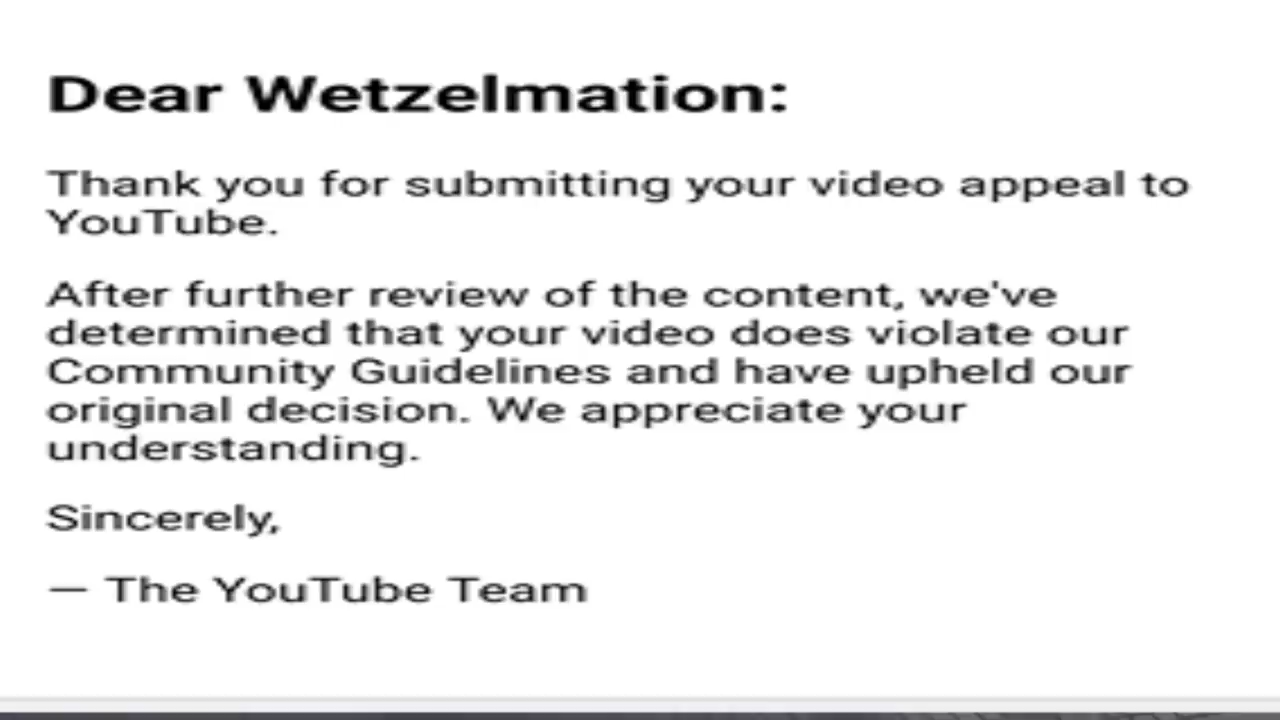 Dear Wetzelmation:
Thank you for submitting your video appeal to
YouTube.
After further review of the content, we've
determined that your video does violate our
Community Guidelines and have upheld our
original decision. We appreciate your
understanding.
Sincerely,
— The YouTube Team